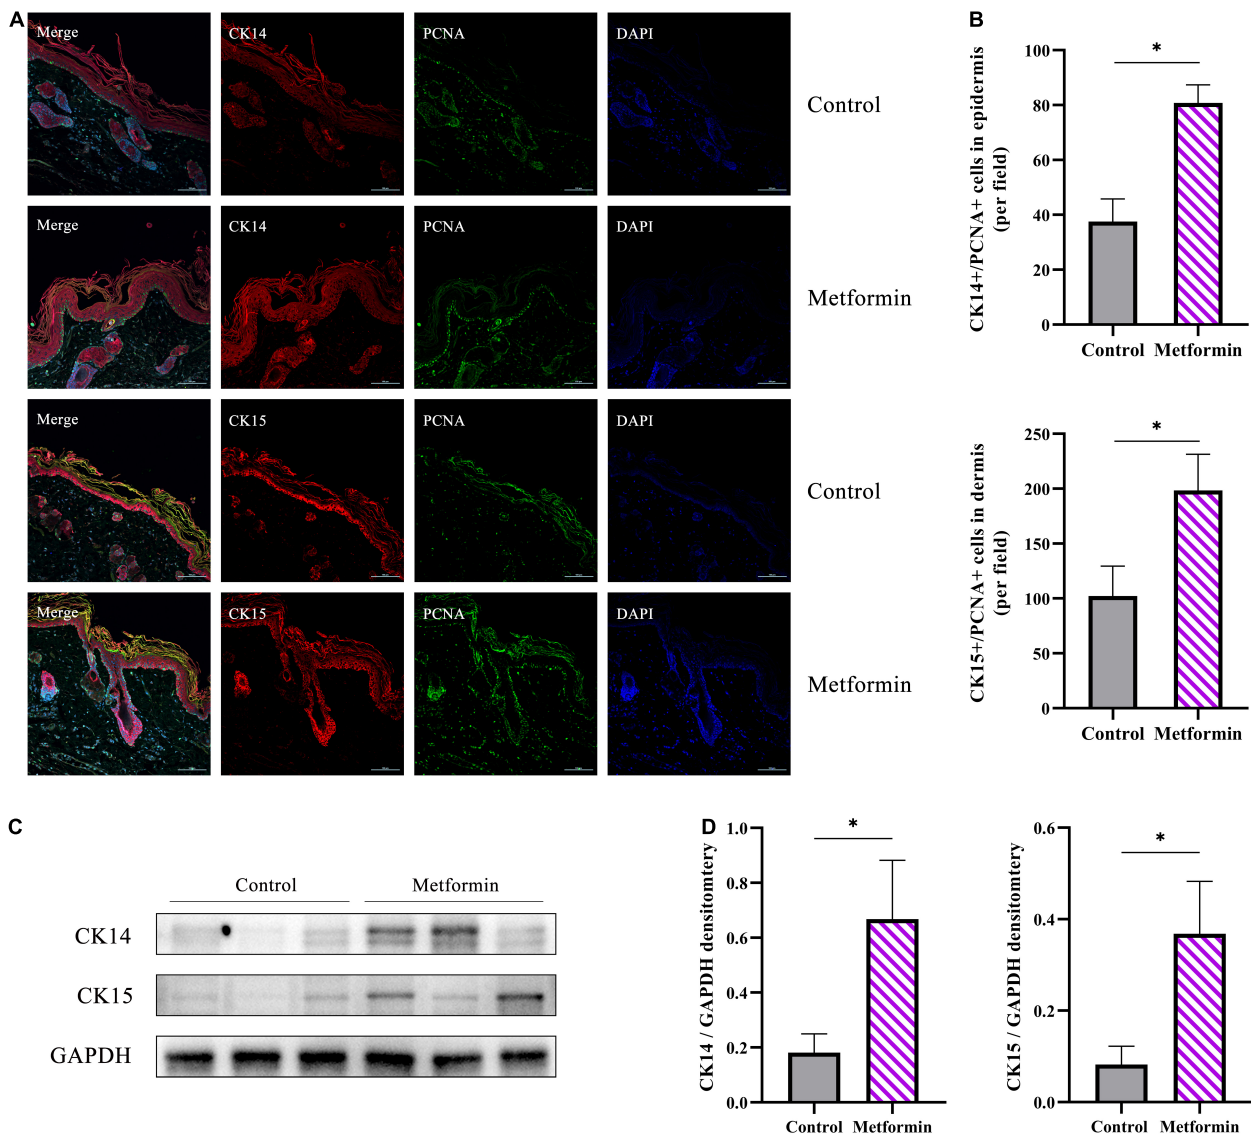 A
Merge CK14 PCNA DAPI
Control
Merge CK14 PCNA DAPI
Metformin
Merge CK15 PCNA DAPI
Control
Merge CK15 PCNA DAPI
Metformin
B
CK14+/PCNA+ cells in epidermis
(per field)
100
80
60
40
20
0
*
Control Metformin
CK15+/PCNA+ cells in dermis
(per field)
250
200
150
100
50
0
*
Control Metformin
C
Control Metformin
CK14
CK15
GAPDH
D
CK14 / GAPDH densitomtery
1.0
0.8
0.6
0.4
0.2
0.0
*
Control Metformin
CK15 / GAPDH densitomtery
0.6
0.4
0.2
0.0
*
Control Metformin